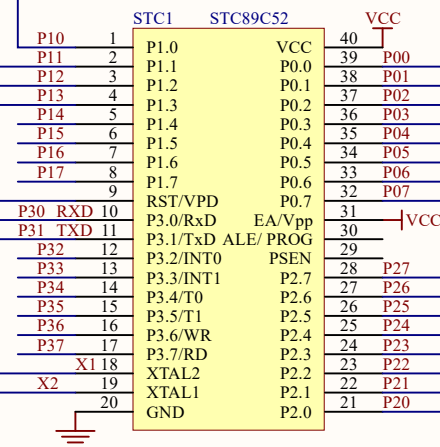 STC1 STC89C52 VCC
P10 1 P1.0 VCC 40
P11 2 P1.1 P0.0 39 P00
P12 3 P1.2 P0.1 38 P01
P13 4 P1.3 P0.2 37 P02
P14 5 P1.4 P0.3 36 P03
P15 6 P1.5 P0.4 35 P04
P16 7 P1.6 P0.5 34 P05
P17 8 P1.7 P0.6 33 P06
9 RST/VPD P0.7 32 P07
P30 RXD 10 P3.0/RxD EA/Vpp 31 VCC
P31 TXD 11 P3.1/TxD ALE/ PROG 30
P32 12 P3.2/INT0 PSEN 29
P33 13 P3.3/INT1 P2.7 28 P27
P34 14 P3.4/T0 P2.6 27 P26
P35 15 P3.5/T1 P2.5 26 P25
P36 16 P3.6/WR P2.4 25 P24
P37 17 P3.7/RD P2.3 24 P23
X1 18 XTAL2 P2.2 23 P22
X2 19 XTAL1 P2.1 22 P21
20 GND P2.0 21 P20